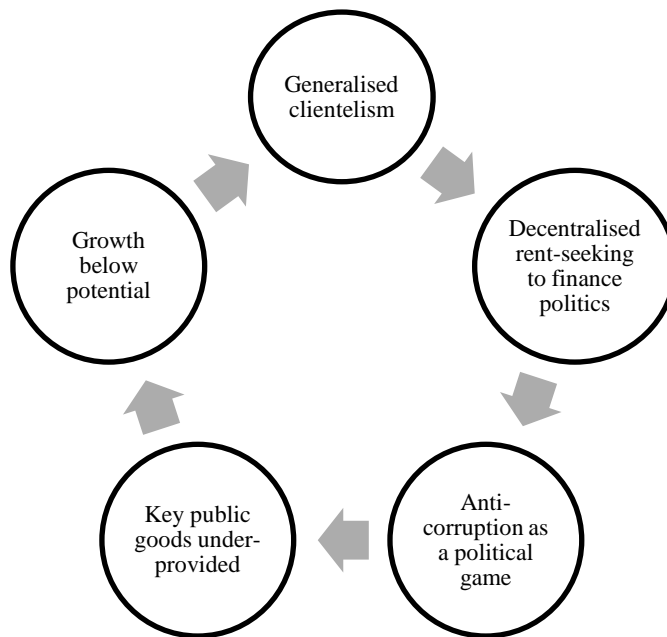 Generalised
clientelism
Decentralised
rent-seeking
to finance
politics
Anti-
corruption as
a political
game
Key public
goods under-
provided
Growth
below
potential